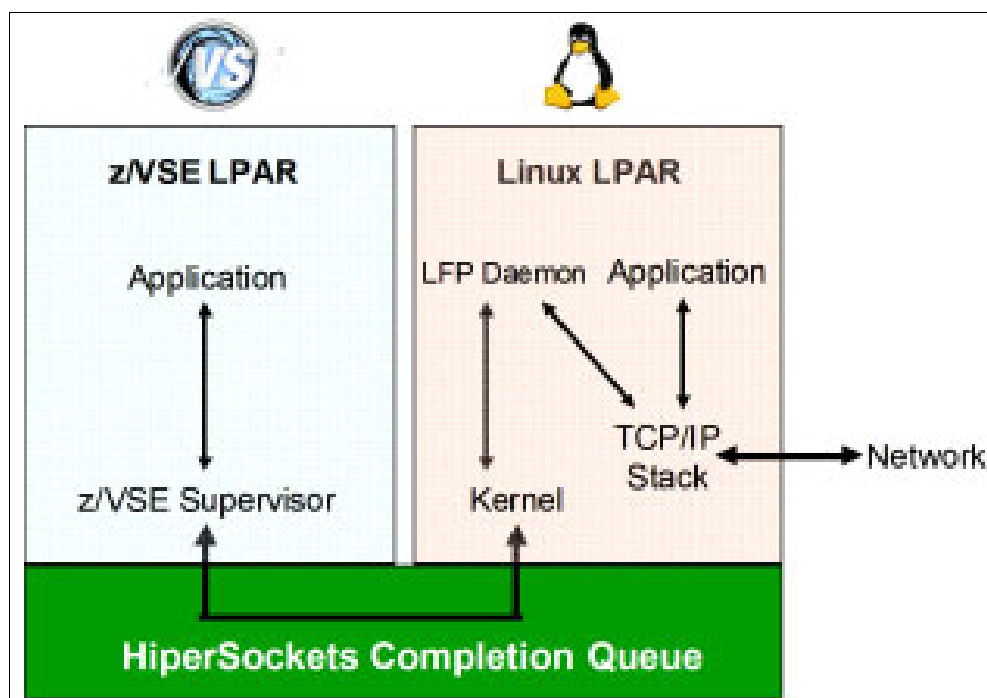 VS
z/VSE LPAR
Linux LPAR
Application
LFP Daemon
Application
TCP/IP
Stack
Network
z/VSE Supervisor
Kernel
HiperSockets Completion Queue